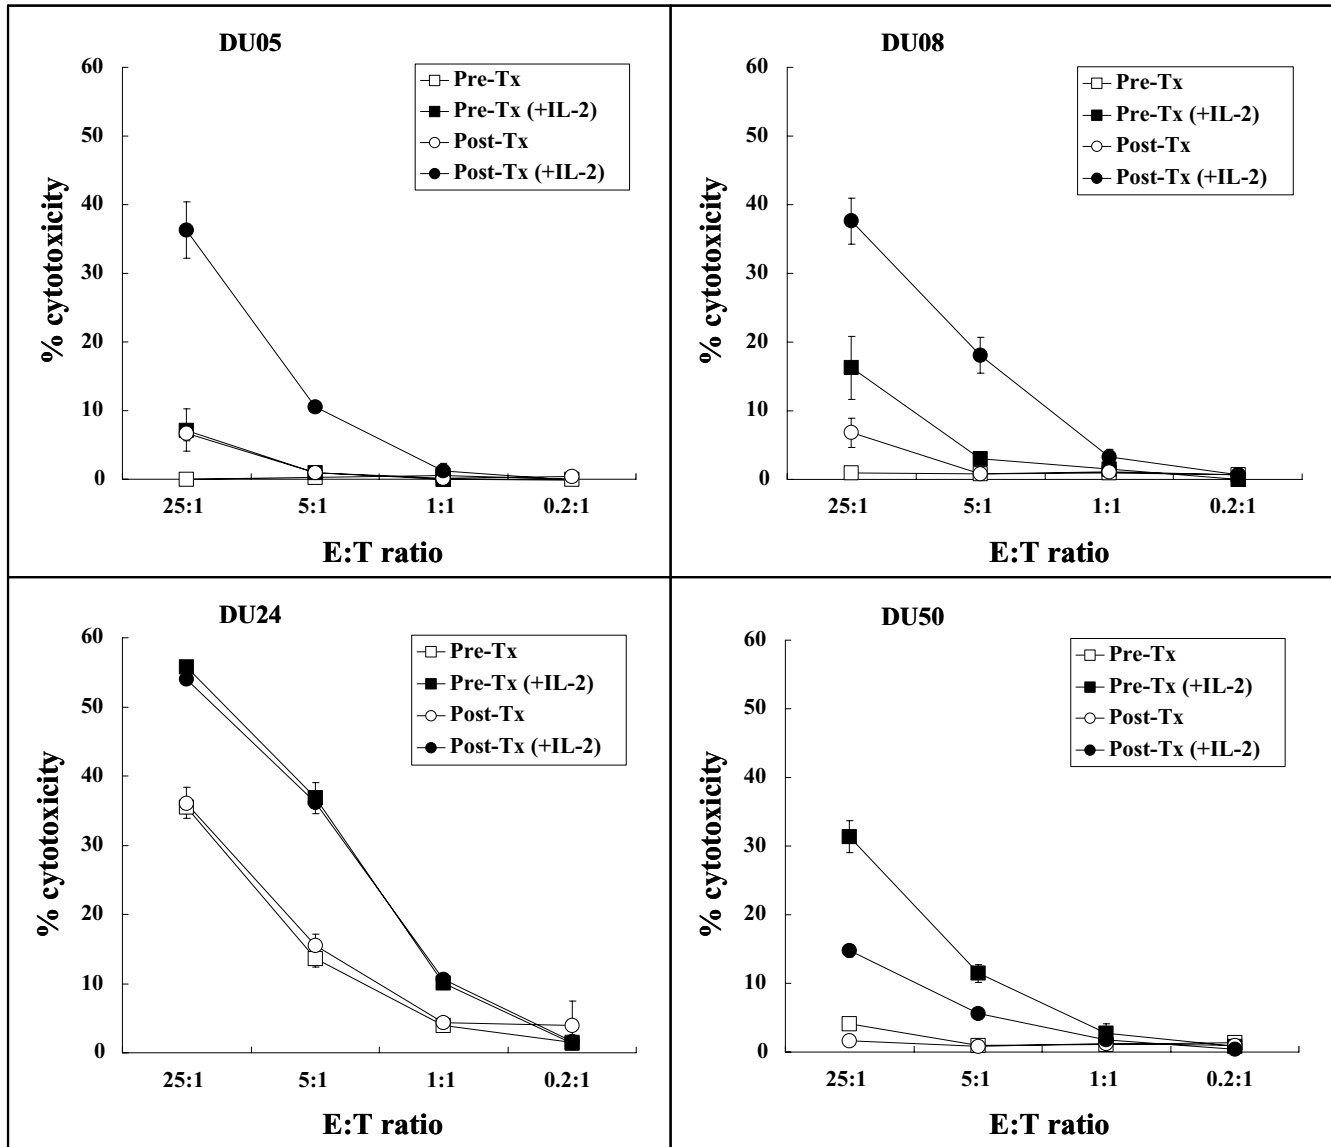 DU05
60
50
40
30
20
10
0
% cytotoxicity
Pre-Tx
Pre-Tx (+IL-2)
Post-Tx
Post-Tx (+IL-2)
25:1 5:1 1:1 0.2:1
E:T ratio
DU08
60
50
40
30
20
10
0
% cytotoxicity
Pre-Tx
Pre-Tx (+IL-2)
Post-Tx
Post-Tx (+IL-2)
25:1 5:1 1:1 0.2:1
E:T ratio
DU24
60
50
40
30
20
10
0
% cytotoxicity
Pre-Tx
Pre-Tx (+IL-2)
Post-Tx
Post-Tx (+IL-2)
25:1 5:1 1:1 0.2:1
E:T ratio
DU50
60
50
40
30
20
10
0
% cytotoxicity
Pre-Tx
Pre-Tx (+IL-2)
Post-Tx
Post-Tx (+IL-2)
25:1 5:1 1:1 0.2:1
E:T ratio